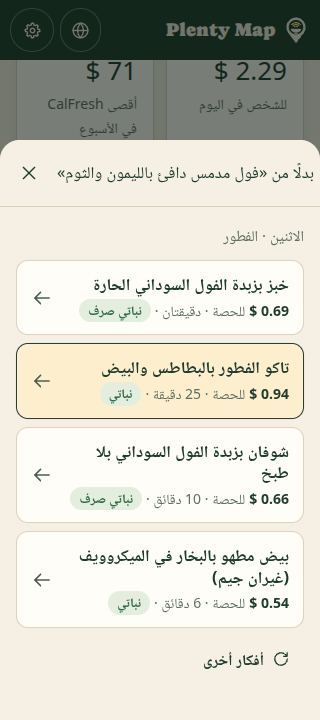 Plenty Map
$ 2.29
للشخص في اليوم
$ 71
أقصى CalFresh
في الأسبوع
بدلًا من «فول مدمس دافئ بالليمون والثوم»
الاثنين · الفطور
خبز بزبدة الفول السوداني الحارة
$ 0.69 للحصة · دقيقتان · نباتي صرف
تاكو الفطور بالبطاطس والبيض
$ 0.94 للحصة · 25 دقيقة · نباتي
شوفان بزبدة الفول السوداني بلا
طبخ
$ 0.66 للحصة · 10 دقائق · نباتي صرف
بيض مطهو بالبخار في الميكروويف
(غيران جيم)
$ 0.54 للحصة · 6 دقائق · نباتي
أفكار أخرى